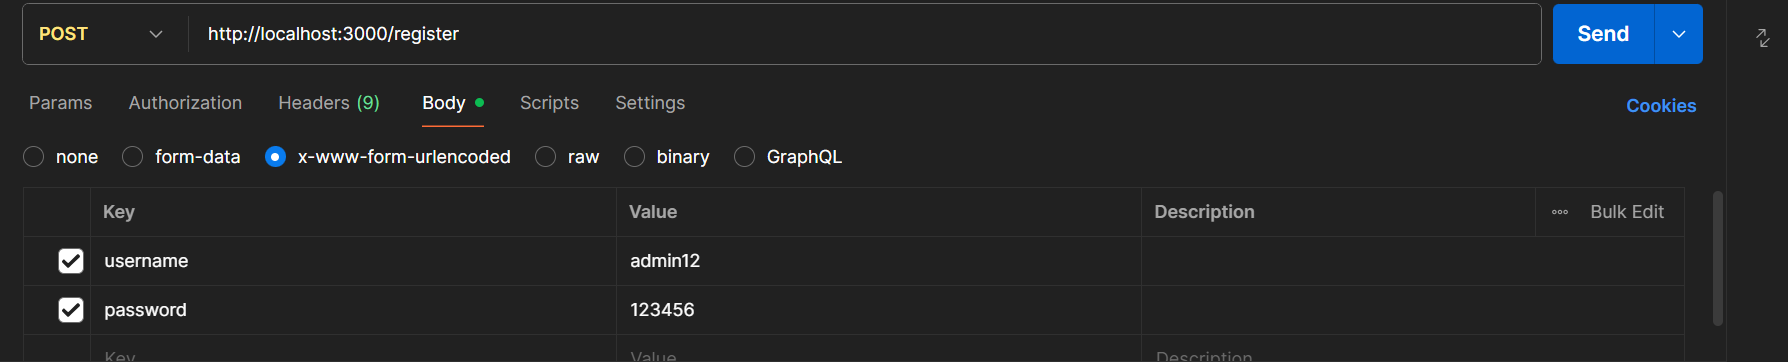 POST http://localhost:3000/register Send
Params Authorization Headers (9) Body Scripts Settings Cookies
none form-data x-www-form-urlencoded raw binary GraphQL
Key Value Description Bulk Edit
username admin12
password 123456
Key Value Description